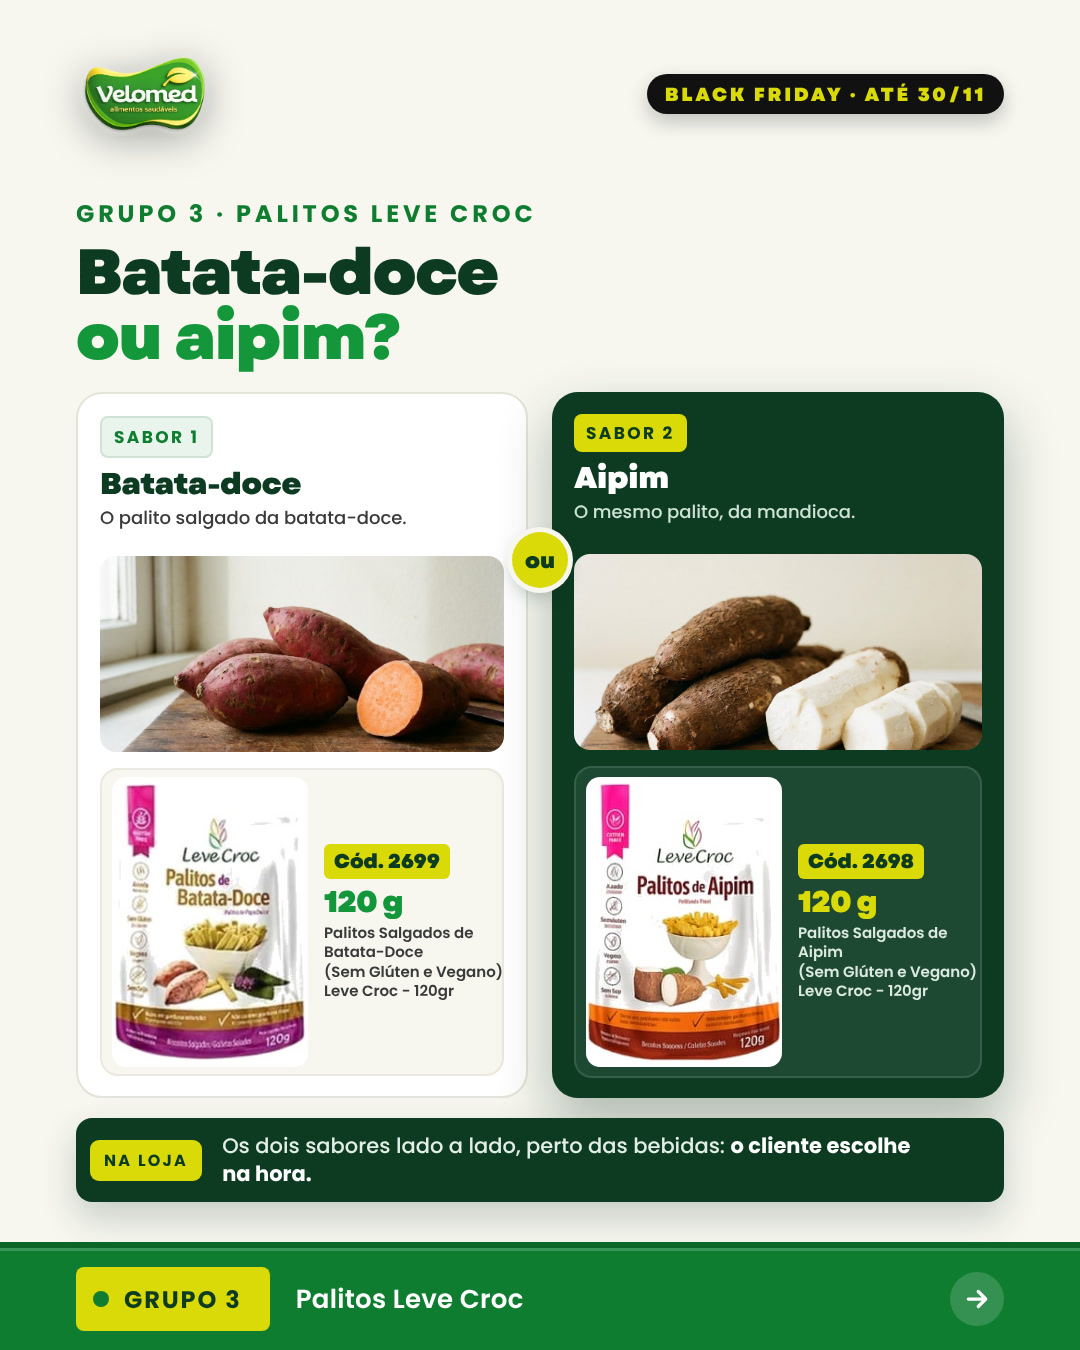 Velomed
alimentos saudáveis
BLACK FRIDAY · ATÉ 30/11
GRUPO 3 · PALITOS LEVE CROC
Batata-doce
ou aipim?
SABOR 1
Batata-doce
O palito salgado da batata-doce.
SABOR 2
Aipim
O mesmo palito, da mandioca.
ou
LeveCroc
Palitos de
Batata-Doce
120g
Cód. 2699
120 g
Palitos Salgados de
Batata-Doce
(Sem Glúten e Vegano)
Leve Croc - 120gr
LeveCroc
Palitos de Aipim
120g
Cód. 2698
120 g
Palitos Salgados de
Aipim
(Sem Glúten e Vegano)
Leve Croc - 120gr
NA LOJA
Os dois sabores lado a lado, perto das bebidas: o cliente escolhe
na hora.
GRUPO 3
Palitos Leve Croc